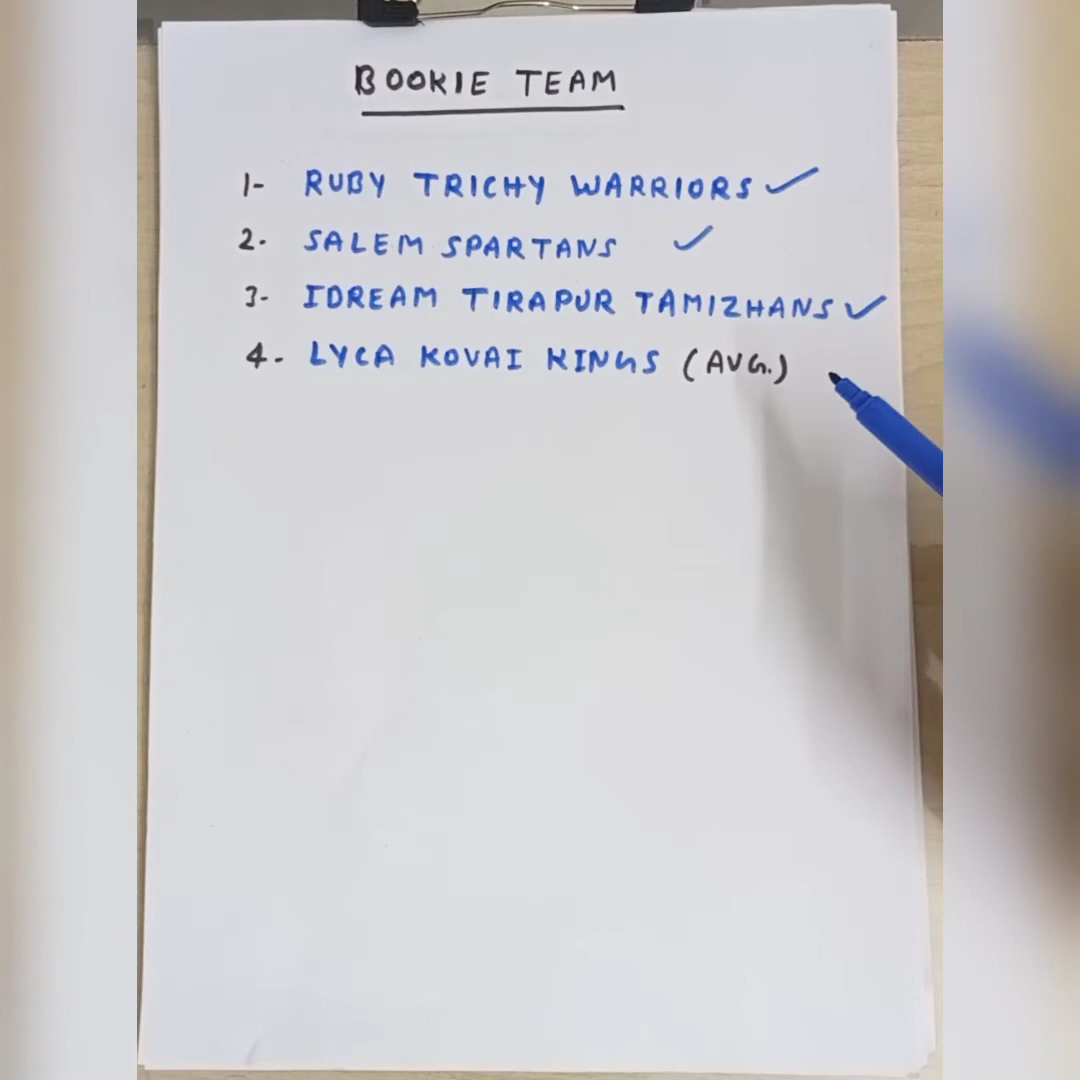 BOOKIE TEAM
1- RUBY TRICHY WARRIORS ✓
2. SALEM SPARTANS ✓
3- IDREAM TIRAPUR TAMIZHANS ✓
4. LYCA KOVAI KINGS (AVG.)